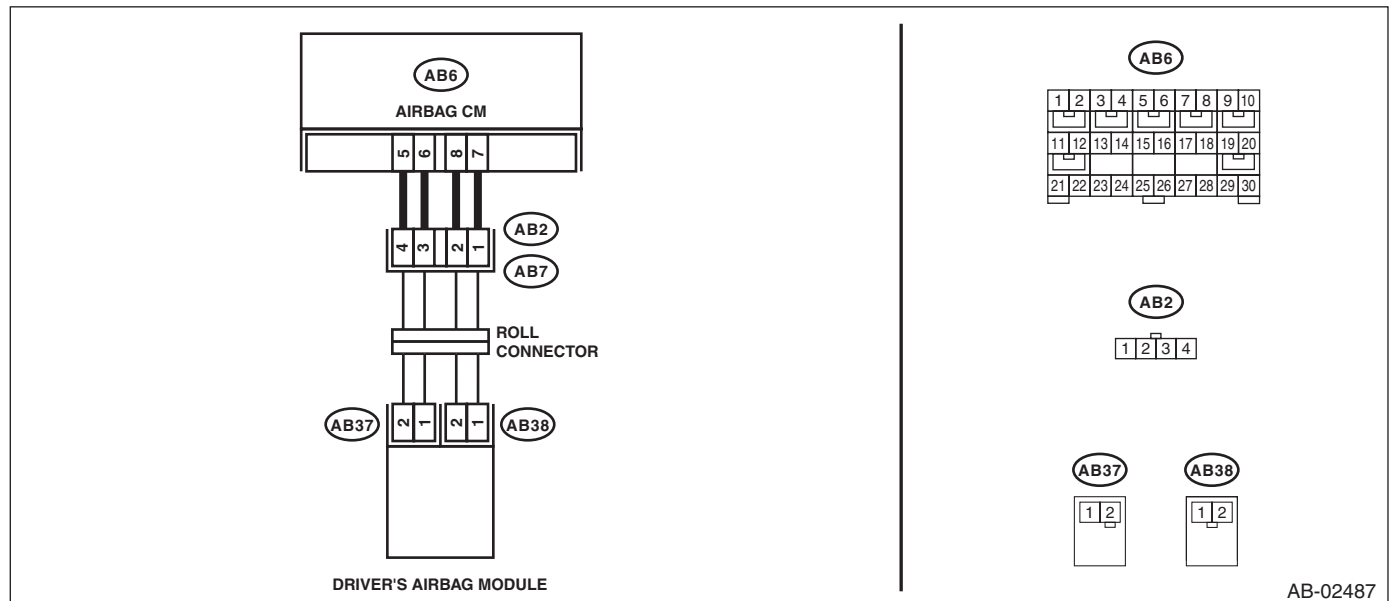 AB6
AIRBAG CM
5 6 8 7
AB2
4 3 2 1
AB7
ROLL
CONNECTOR
AB37
2 1 2 1
AB38
DRIVER'S AIRBAG MODULE
AB6
1 2 3 4 5 6 7 8 9 10
11 12 13 14 15 16 17 18 19 20
21 22 23 24 25 26 27 28 29 30
AB2
1 2 3 4
AB37
1 2
AB38
1 2
AB-02487